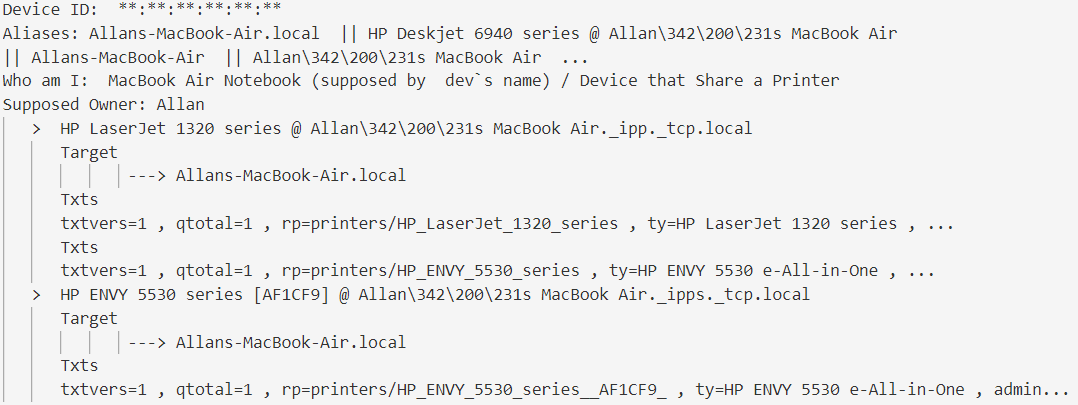 Device ID:  **:**:**:**:**:**
Aliases: Allans-MacBook-Air.local  || HP Deskjet 6940 series @ Allan\342\200\231s MacBook Air
|| Allans-MacBook-Air  || Allan\342\200\231s MacBook Air  ...
Who am I:  MacBook Air Notebook (supposed by  dev`s name) / Device that Share a Printer
Supposed Owner: Allan
>  HP LaserJet 1320 series @ Allan\342\200\231s MacBook Air._ipp._tcp.local
Target
---> Allans-MacBook-Air.local
Txts
txtvers=1 , qtotal=1 , rp=printers/HP_LaserJet_1320_series , ty=HP LaserJet 1320 series , ...
Txts
txtvers=1 , qtotal=1 , rp=printers/HP_ENVY_5530_series , ty=HP ENVY 5530 e-All-in-One , ...
>  HP ENVY 5530 series [AF1CF9] @ Allan\342\200\231s MacBook Air._ipps._tcp.local
Target
---> Allans-MacBook-Air.local
Txts
txtvers=1 , qtotal=1 , rp=printers/HP_ENVY_5530_series__AF1CF9_ , ty=HP ENVY 5530 e-All-in-One , admin...